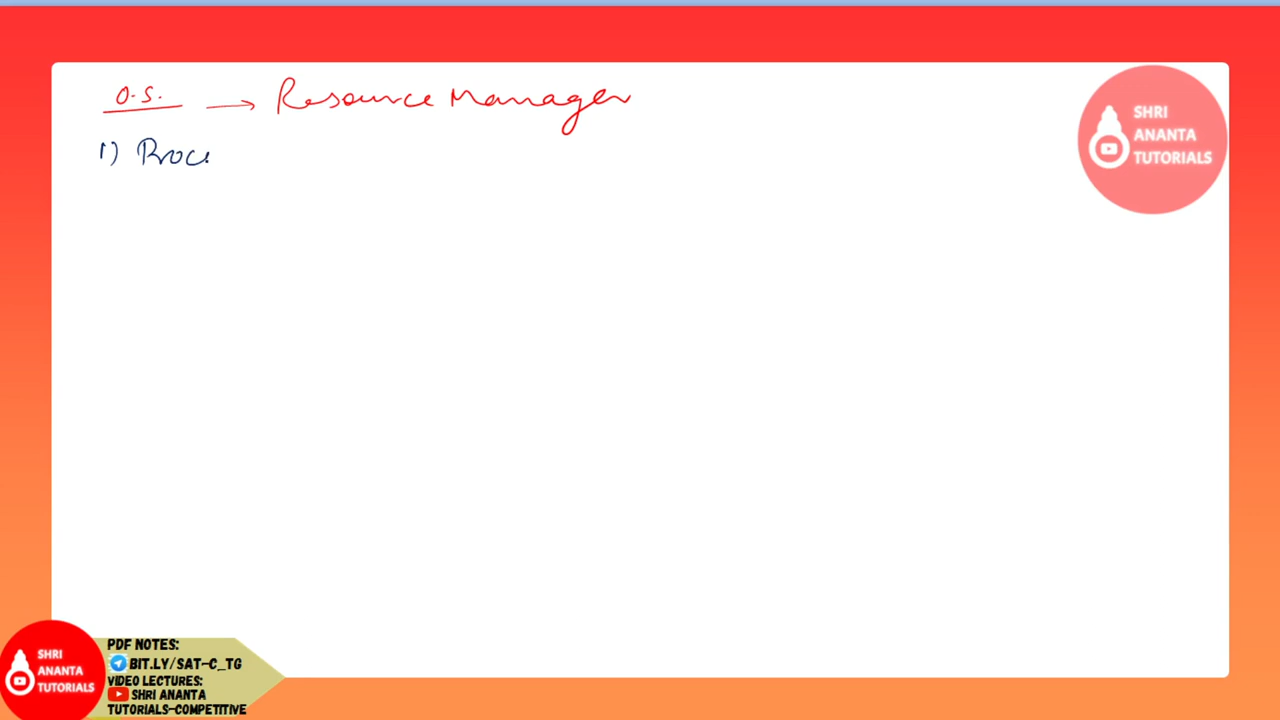 O.S. → Resource Manager
1) Proc
SHRI
ANANTA
TUTORIALS
SHRI
ANANTA
TUTORIALS
PDF NOTES:
BIT.LY/SAT-C_TG
VIDEO LECTURES:
SHRI ANANTA
TUTORIALS-COMPETITIVE